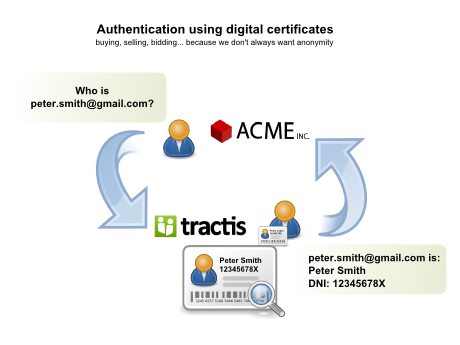 Authentication using digital certificates
buying, selling, bidding... because we don't always want anonymity
Who is
peter.smith@gmail.com?
ACME INC.
tractis
Peter Smith
12345678X
peter.smith@gmail.com is:
Peter Smith
DNI: 12345678X